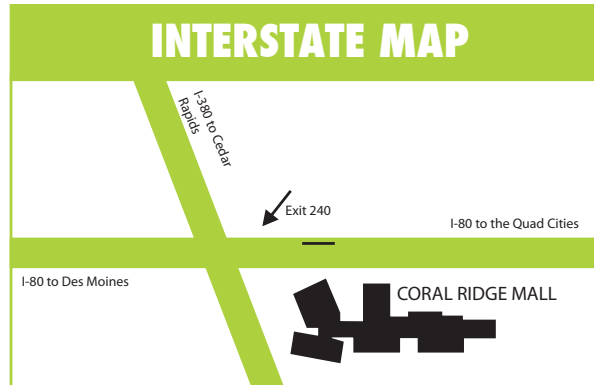 INTERSTATE MAP
I-380 to Cedar
Rapids
Exit 240
I-80 to the Quad Cities
I-80 to Des Moines
CORAL RIDGE MALL